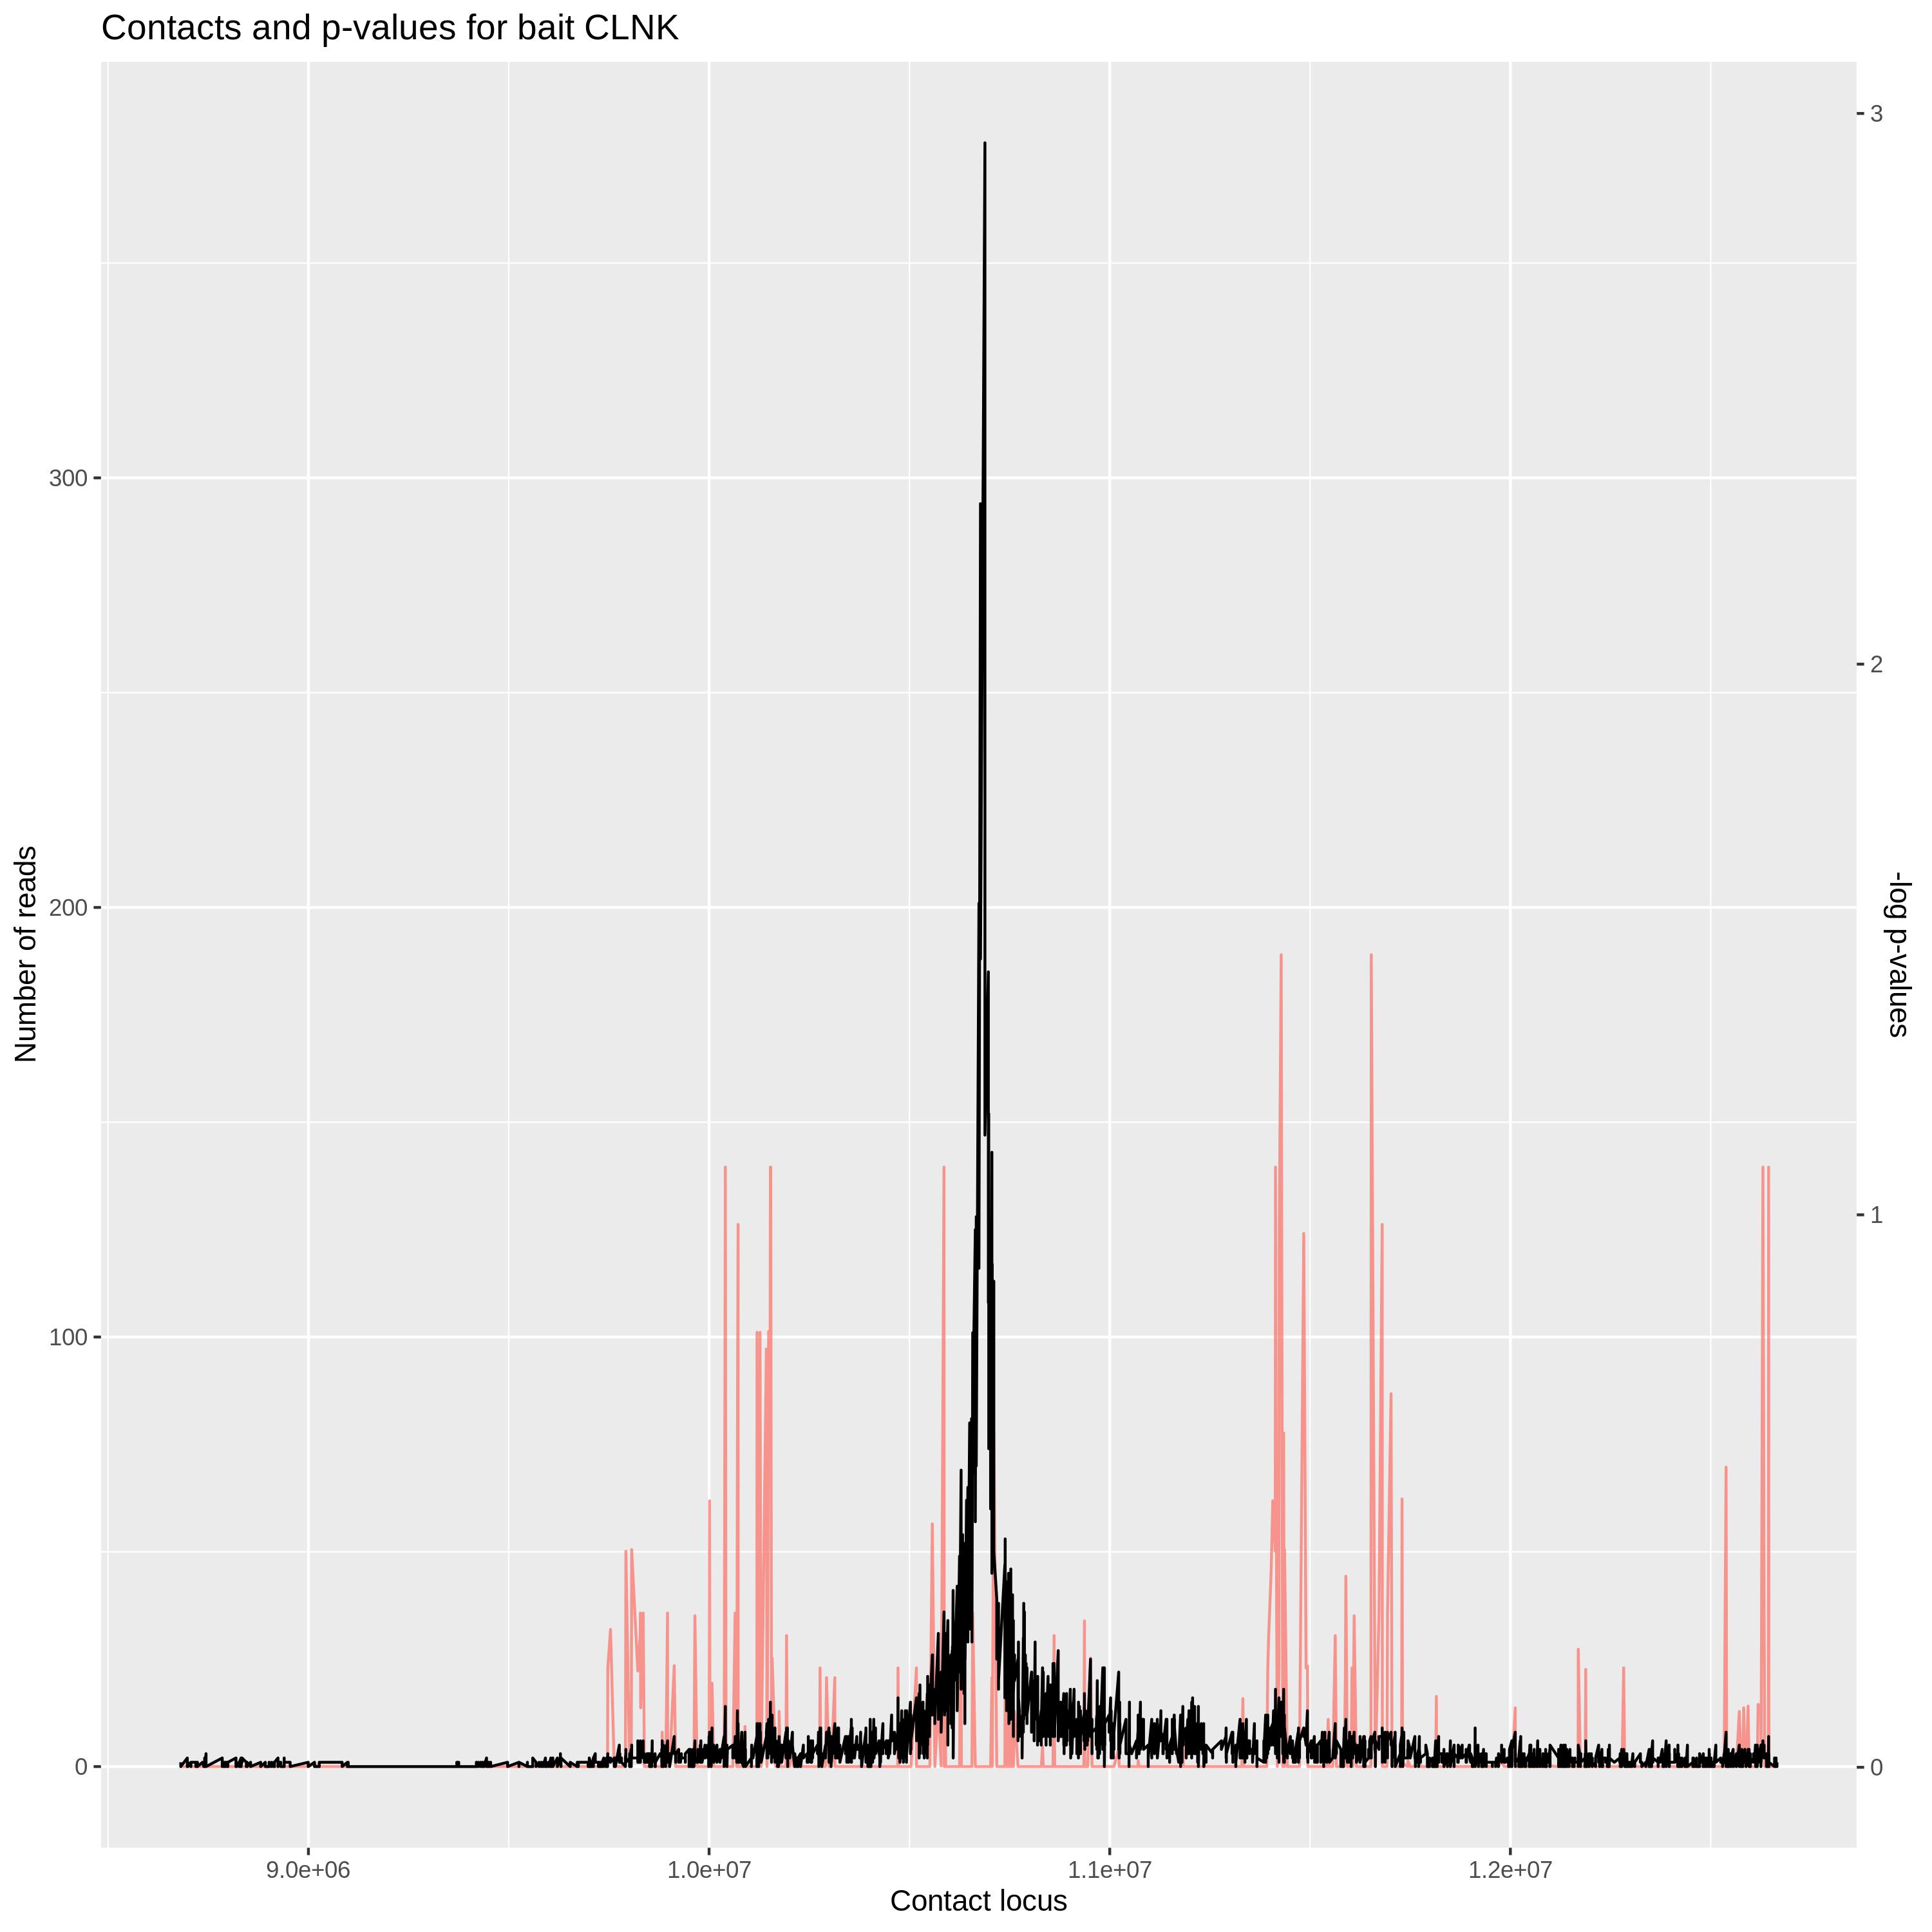 Contacts and p-values for bait CLNK
Number of reads
300
200
100
0
3
2
1
0
-log p-values
9.0e+06
1.0e+07
1.1e+07
1.2e+07
Contact locus